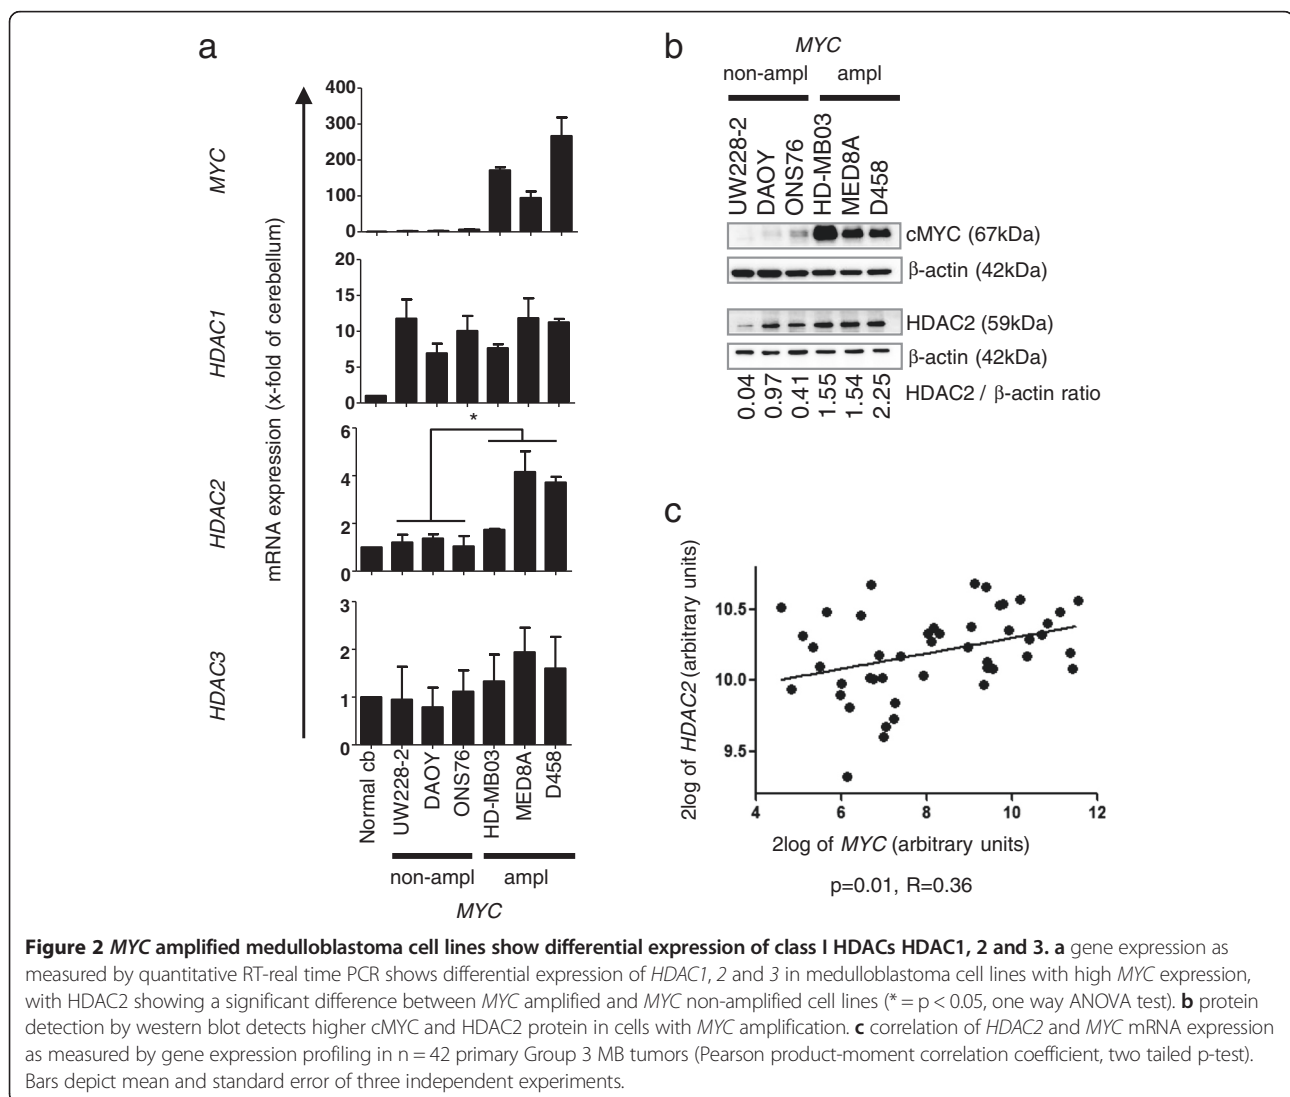 a
mRNA expression (x-fold of cerebellum)
MYC
400
300
200
100
0
HDAC1
20
15
10
5
0
HDAC2
*
6
4
2
0
HDAC3
3
2
1
0
Normal cb
UW228-2
DAOY
ONS76
HD-MB03
MED8A
D458
non-ampl ampl
MYC
b
MYC
non-ampl ampl
UW228-2
DAOY
ONS76
HD-MB03
MED8A
D458
cMYC (67kDa)
β-actin (42kDa)
HDAC2 (59kDa)
β-actin (42kDa)
0.04
0.97
0.41
1.55
1.54
2.25
HDAC2 / β-actin ratio
c
2log of HDAC2 (arbitrary units)
10.5
10.0
9.5
4 6 8 10 12
2log of MYC (arbitrary units)
p=0.01, R=0.36
Figure 2 MYC amplified medulloblastoma cell lines show differential expression of class I HDACs HDAC1, 2 and 3. a gene expression as
measured by quantitative RT-real time PCR shows differential expression of HDAC1, 2 and 3 in medulloblastoma cell lines with high MYC expression,
with HDAC2 showing a significant difference between MYC amplified and MYC non-amplified cell lines (* = p < 0.05, one way ANOVA test). b protein
detection by western blot detects higher cMYC and HDAC2 protein in cells with MYC amplification. c correlation of HDAC2 and MYC mRNA expression
as measured by gene expression profiling in n = 42 primary Group 3 MB tumors (Pearson product-moment correlation coefficient, two tailed p-test).
Bars depict mean and standard error of three independent experiments.